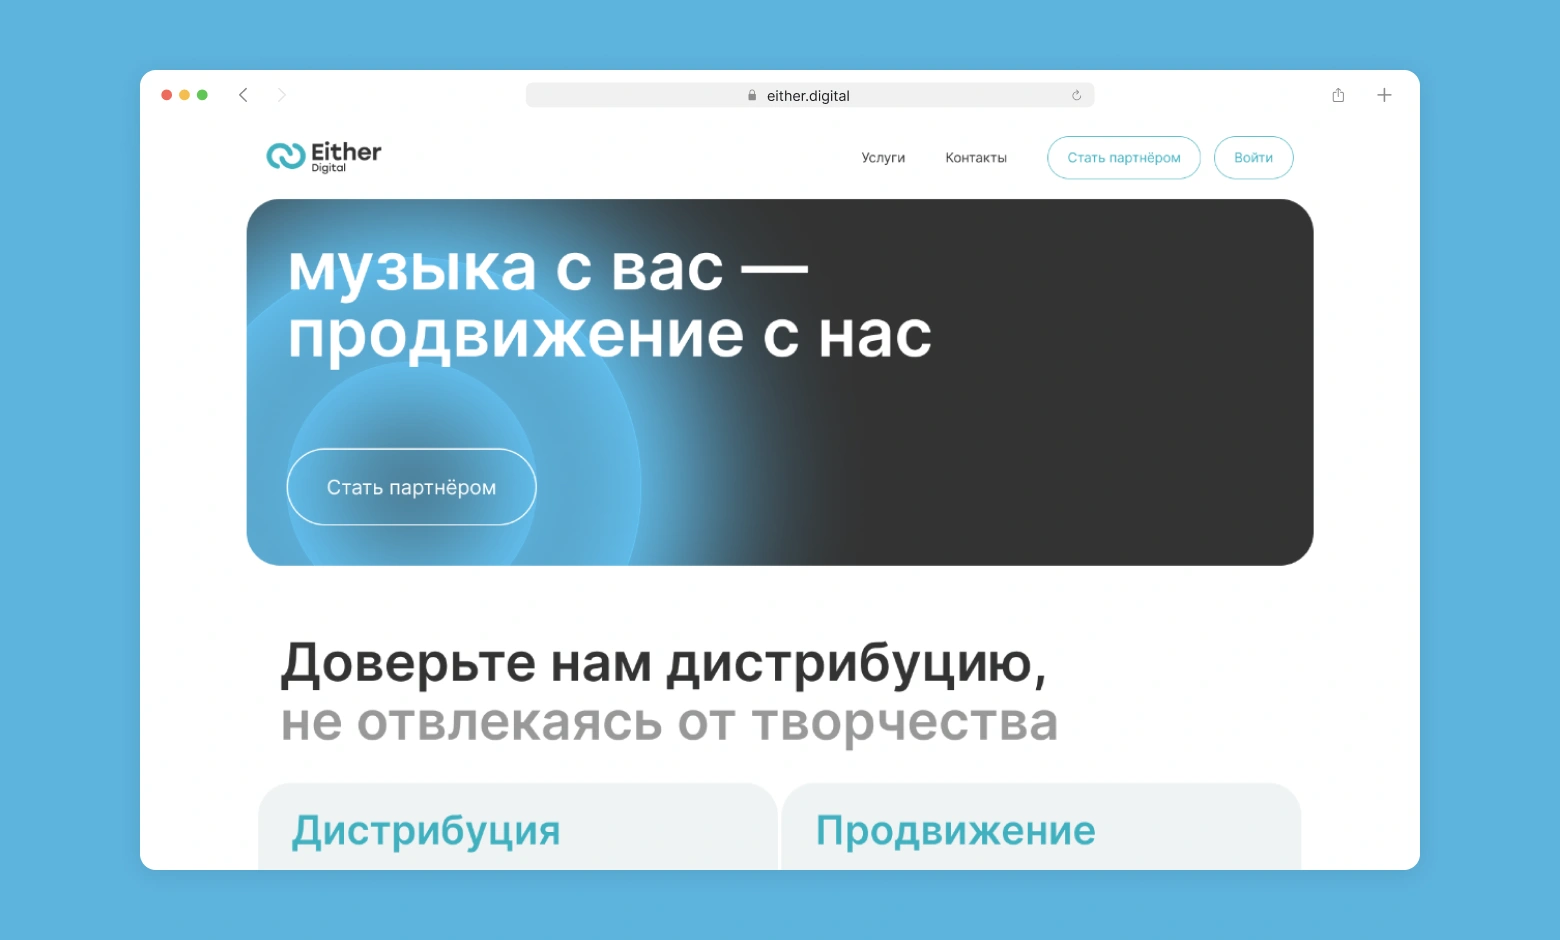 either.digital
Either
Digital
Услуги
Контакты
Стать партнёром
Войти
музыка с вас —
продвижение с нас
Стать партнёром
Доверьте нам дистрибуцию,
не отвлекаясь от творчества
Дистрибуция
Продвижение